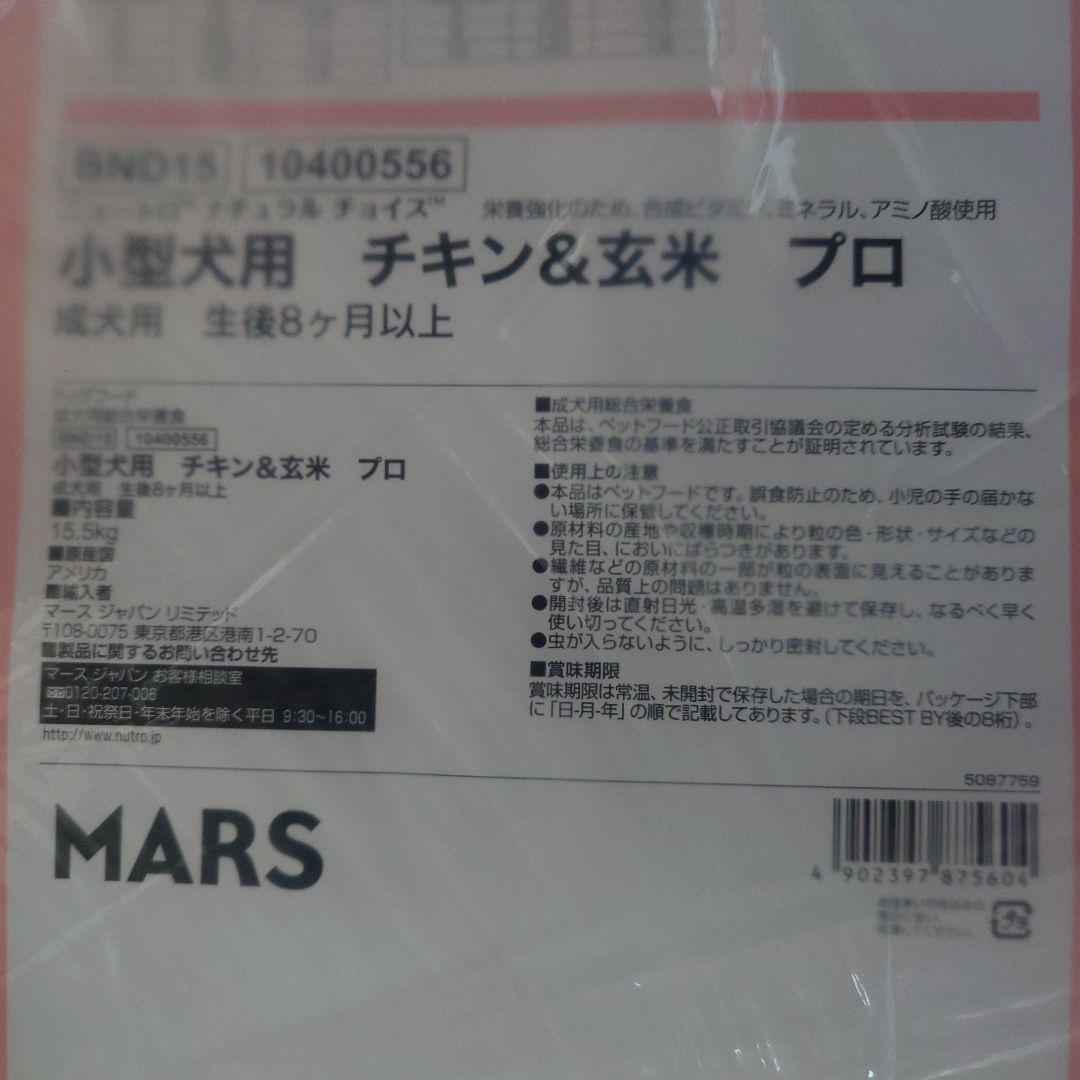 BND15 10400556
ニュートロ™ ナチュラル チョイス™ 栄養強化のため、合成ビタミン、ミネラル、アミノ酸使用
小型犬用 チキン&玄米 プロ
成犬用 生後8ヶ月以上
ドッグフード
成犬用総合栄養食
BND15 10400556
小型犬用 チキン&玄米 プロ
成犬用 生後8ヶ月以上
■内容量
15.5kg
■原産国
アメリカ
■輸入者
マース ジャパン リミテッド
〒108-0075 東京都港区港南1-2-70
■製品に関するお問い合わせ先
マース ジャパン お客様相談室
0120-207-006
土・日・祝祭日・年末年始を除く平日 9:30~16:00
http://www.nutro.jp
■成犬用総合栄養食
本品は、ペットフード公正取引協議会の定める分析試験の結果、
総合栄養食の基準を満たすことが証明されています。
■使用上の注意
●本品はペットフードです。誤食防止のため、小児の手の届かな
い場所に保管してください。
●原材料の産地や収穫時期により粒の色・形状・サイズなどの
見た目、においにばらつきがあります。
●繊維などの原材料の一部が粒の表面に見えることがありま
すが、品質上の問題はありません。
●開封後は直射日光・高温多湿を避けて保存し、なるべく早く
使い切ってください。
●虫が入らないように、しっかり密封してください。
■賞味期限
賞味期限は常温、未開封で保存した場合の期日を、パッケージ下部
に「日-月-年」の順で記載してあります。(下段BEST BY後の8桁)。
5087759
MARS
4 902397 875604
プラ